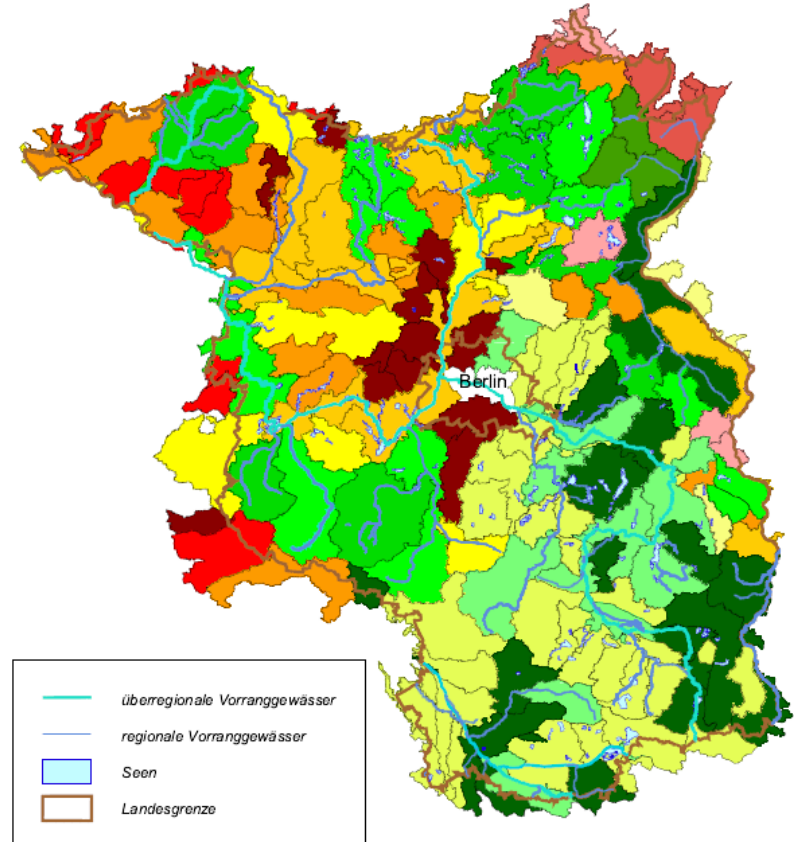 Berlin
überregionale Vorranggewässer
regionale Vorranggewässer
Seen
Landesgrenze